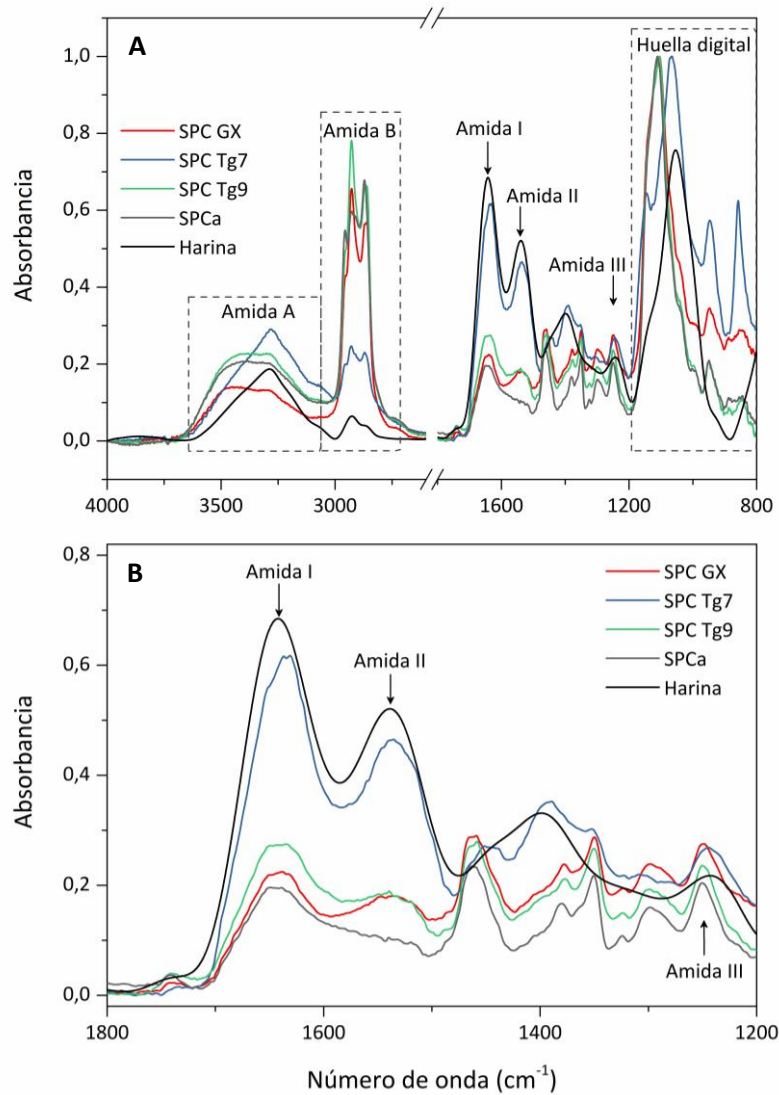 A
Huella digital
1,0
SPC GX
SPC Tg7
SPC Tg9
SPCa
Harina
Amida B
Amida I
0,8
Amida II
0,6
Amida III
Absorbancia
0,4
Amida A
0,2
0,0
4000
3500
3000
1600
1200
800
0,8
B
Amida I
SPC GX
SPC Tg7
SPC Tg9
SPCa
Harina
Amida II
0,6
Absorbancia
0,4
0,2
Amida III
0,0
1800
1600
1400
1200
Número de onda (cm⁻¹)